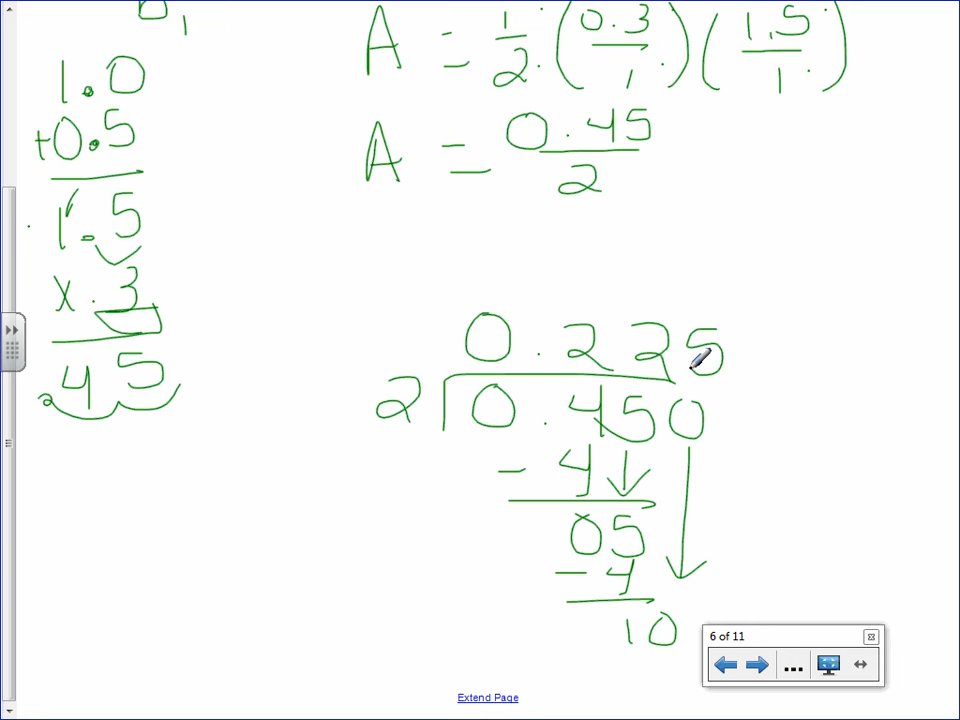 1
1.0
+0.5
1.5
x .3
.45
A = 1/2 (0.3/1) (1.5/1)
A = 0.45/2
0.225
2 0.450
- 4
05
- 4
10
6 of 11
...
Extend Page